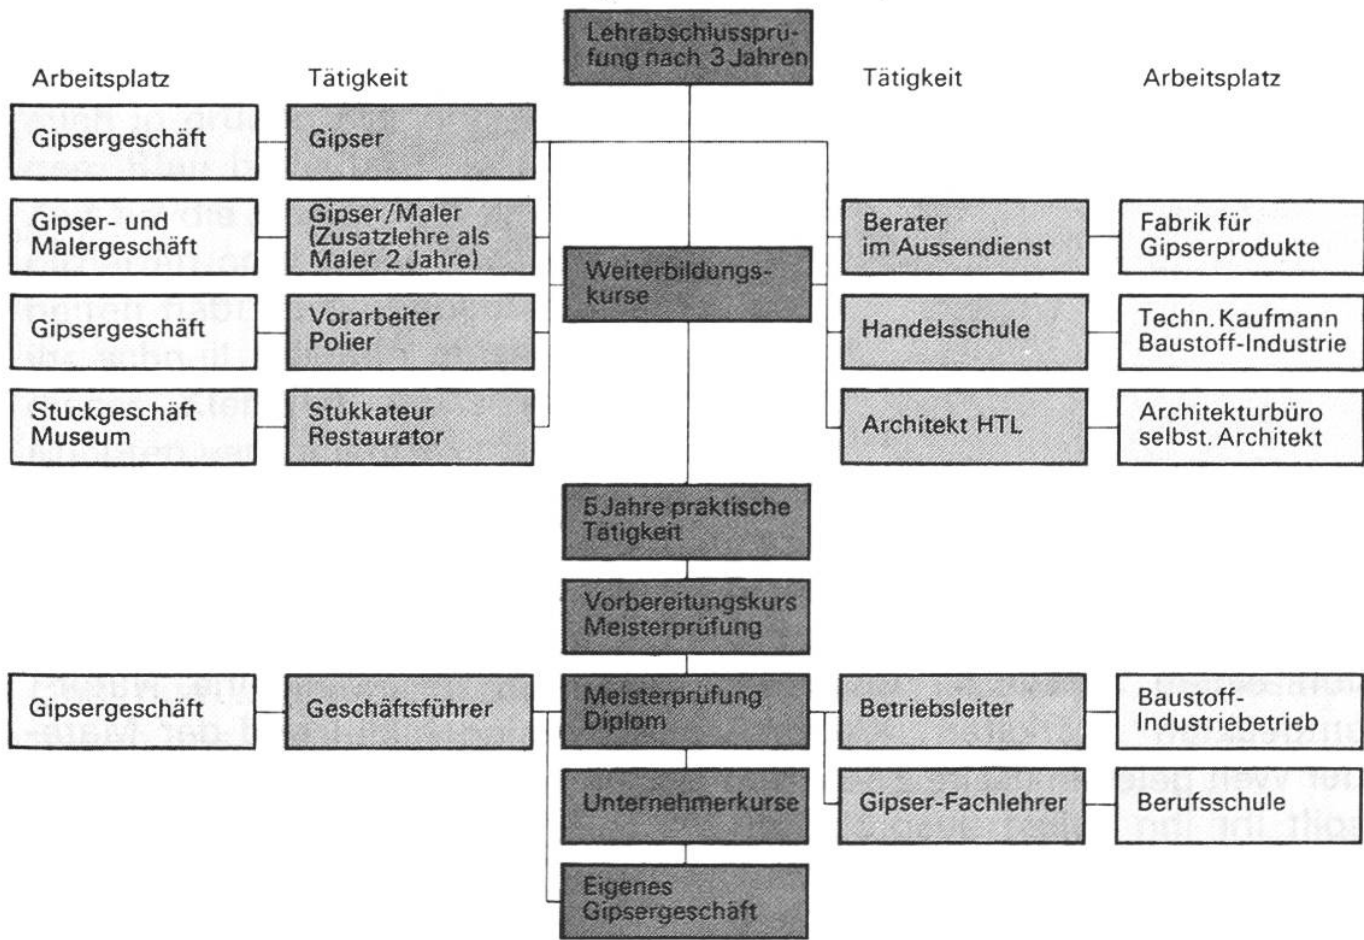 Lehrabschlussprü-
fung nach 3 Jahren
Arbeitsplatz
Tätigkeit
Tätigkeit
Arbeitsplatz
Gipsergeschäft
Gipser
Gipser- und
Malergeschäft
Gipser/Maler
(Zusatzlehre als
Maler 2 Jahre)
Berater
im Aussendienst
Fabrik für
Gipserprodukte
Weiterbildungs-
kurse
Gipsergeschäft
Vorarbeiter
Polier
Handelsschule
Techn. Kaufmann
Baustoff-Industrie
Stuckgeschäft
Museum
Stukkateur
Restaurator
Architekt HTL
Architekturbüro
selbst. Architekt
5 Jahre praktische
Tätigkeit
Vorbereitungskurs
Meisterprüfung
Gipsergeschäft
Geschäftsführer
Meisterprüfung
Diplom
Betriebsleiter
Baustoff-
Industriebetrieb
Unternehmerkurse
Gipser-Fachlehrer
Berufsschule
Eigenes
Gipsergeschäft